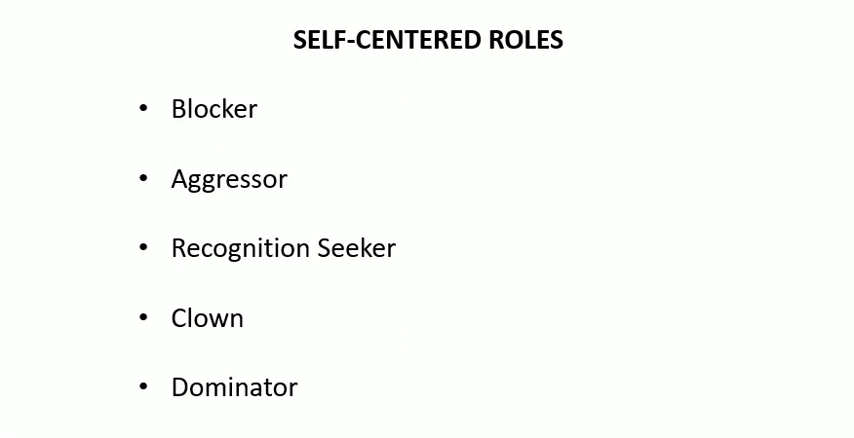 SELF-CENTERED ROLES
• Blocker
• Aggressor
• Recognition Seeker
• Clown
• Dominator